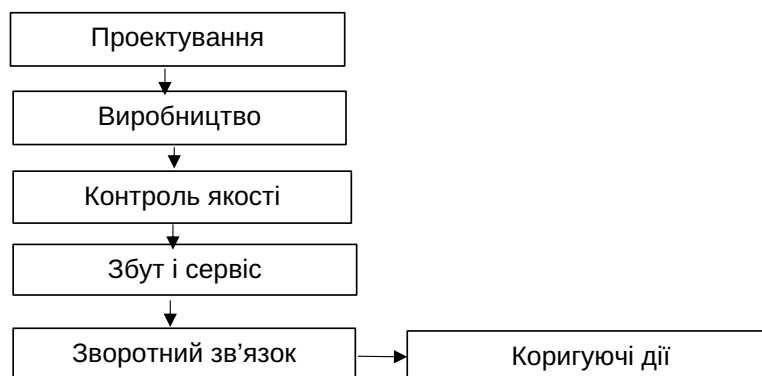 Проектування
Виробництво
Контроль якості
Збут і сервіс
Зворотний зв’язок
Коригуючі дії